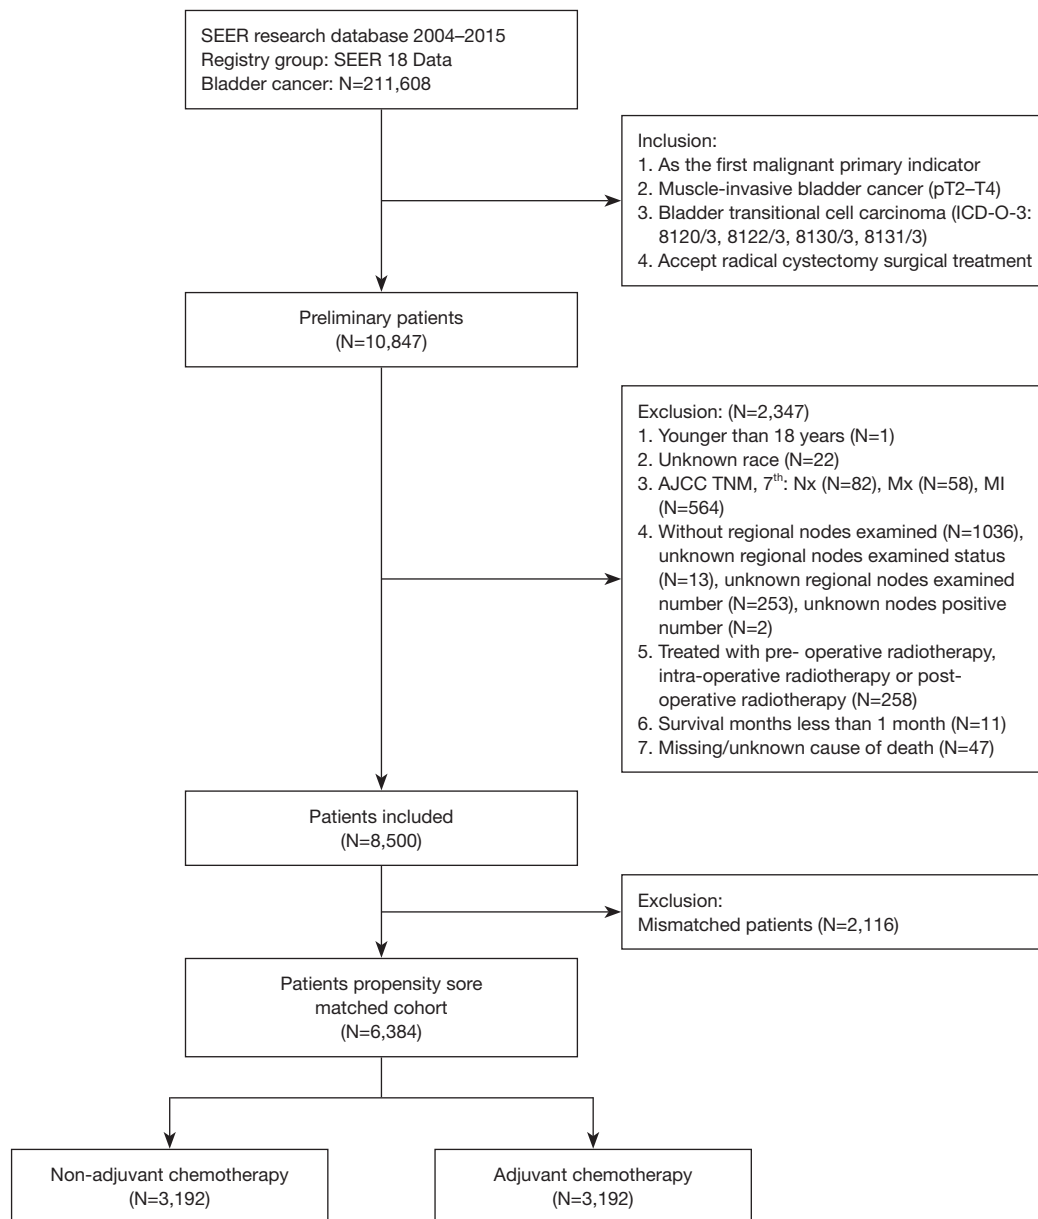 SEER research database 2004–2015
Registry group: SEER 18 Data
Bladder cancer: N=211,608
Inclusion:
1. As the first malignant primary indicator
2. Muscle-invasive bladder cancer (pT2–T4)
3. Bladder transitional cell carcinoma (ICD-O-3:
8120/3, 8122/3, 8130/3, 8131/3)
4. Accept radical cystectomy surgical treatment
Preliminary patients
(N=10,847)
Exclusion: (N=2,347)
1. Younger than 18 years (N=1)
2. Unknown race (N=22)
3. AJCC TNM, 7th: Nx (N=82), Mx (N=58), MI
(N=564)
4. Without regional nodes examined (N=1036),
unknown regional nodes examined status
(N=13), unknown regional nodes examined
number (N=253), unknown nodes positive
number (N=2)
5. Treated with pre- operative radiotherapy,
intra-operative radiotherapy or post-
operative radiotherapy (N=258)
6. Survival months less than 1 month (N=11)
7. Missing/unknown cause of death (N=47)
Patients included
(N=8,500)
Exclusion:
Mismatched patients (N=2,116)
Patients propensity sore
matched cohort
(N=6,384)
Non-adjuvant chemotherapy
(N=3,192)
Adjuvant chemotherapy
(N=3,192)